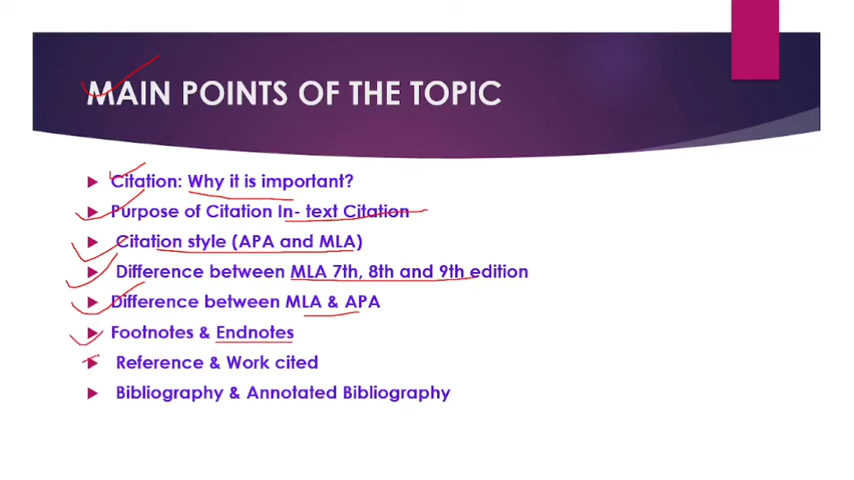 MAIN POINTS OF THE TOPIC
Citation: Why it is important?
Purpose of Citation In- text Citation
Citation style (APA and MLA)
Difference between MLA 7th, 8th and 9th edition
Difference between MLA & APA
Footnotes & Endnotes
Reference & Work cited
Bibliography & Annotated Bibliography